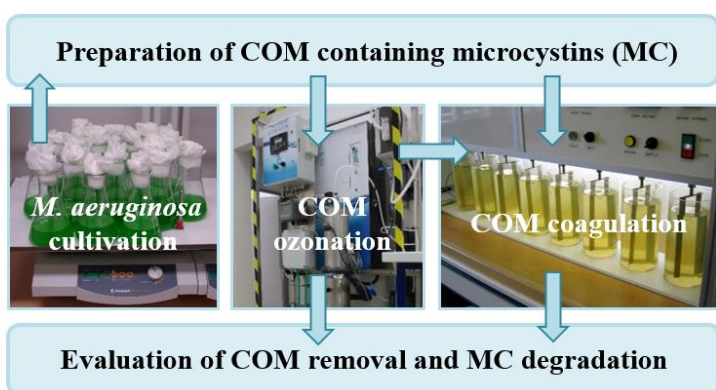 Preparation of COM containing microcystins (MC)
M. aeruginosa
cultivation
COM
ozonation
COM coagulation
Evaluation of COM removal and MC degradation